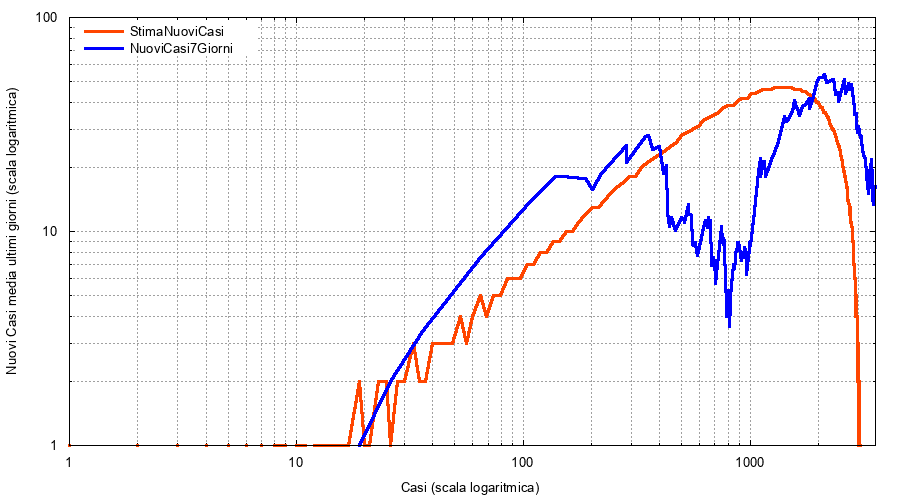 100
StimaNuoviCasi
NuoviCasi7Giorni
Nuovi Casi media ultimi giorni (scala logaritmica)
10
1
1
10
100
1000
Casi (scala logaritmica)